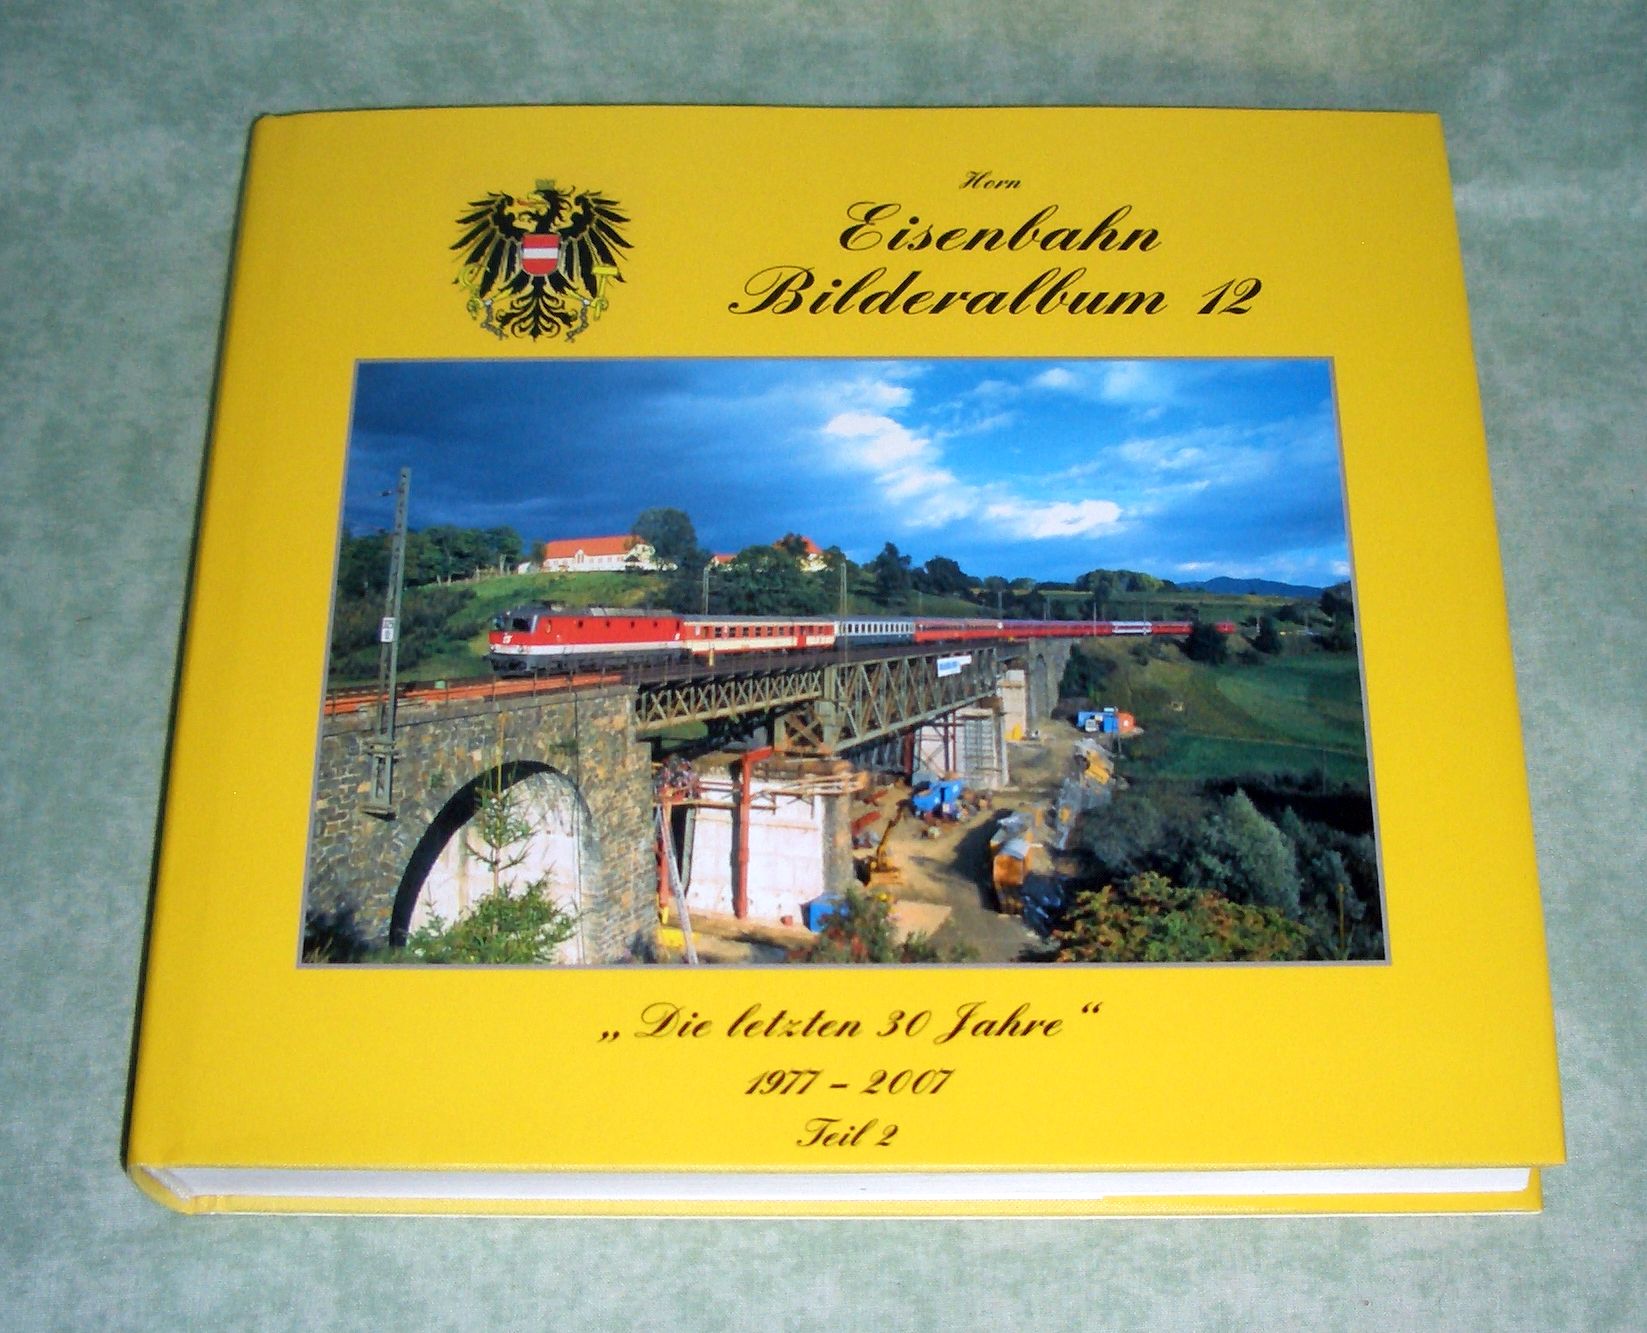 Horn
Eisenbahn
Bilderalbum 12
„Die letzten 30 Jahre“
1977 – 2007
Teil 2